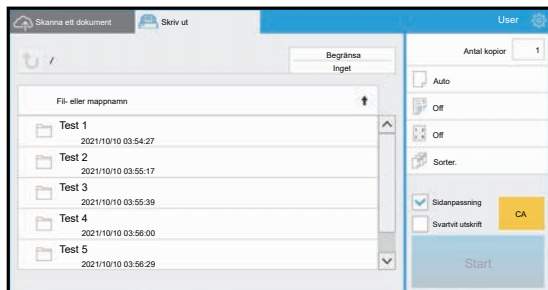 Skanna ett dokument
Skriv ut
User
/
Begränsa
Inget
Antal kopior
1
Fil- eller mappnamn
Auto
Test 1
2021/10/10 03:54:27
Off
Test 2
2021/10/10 03:55:17
Off
Test 3
2021/10/10 03:55:39
Sorter.
Test 4
2021/10/10 03:56:00
Sidanpassning
CA
Svartvit utskrift
Test 5
2021/10/10 03:56:29
Start